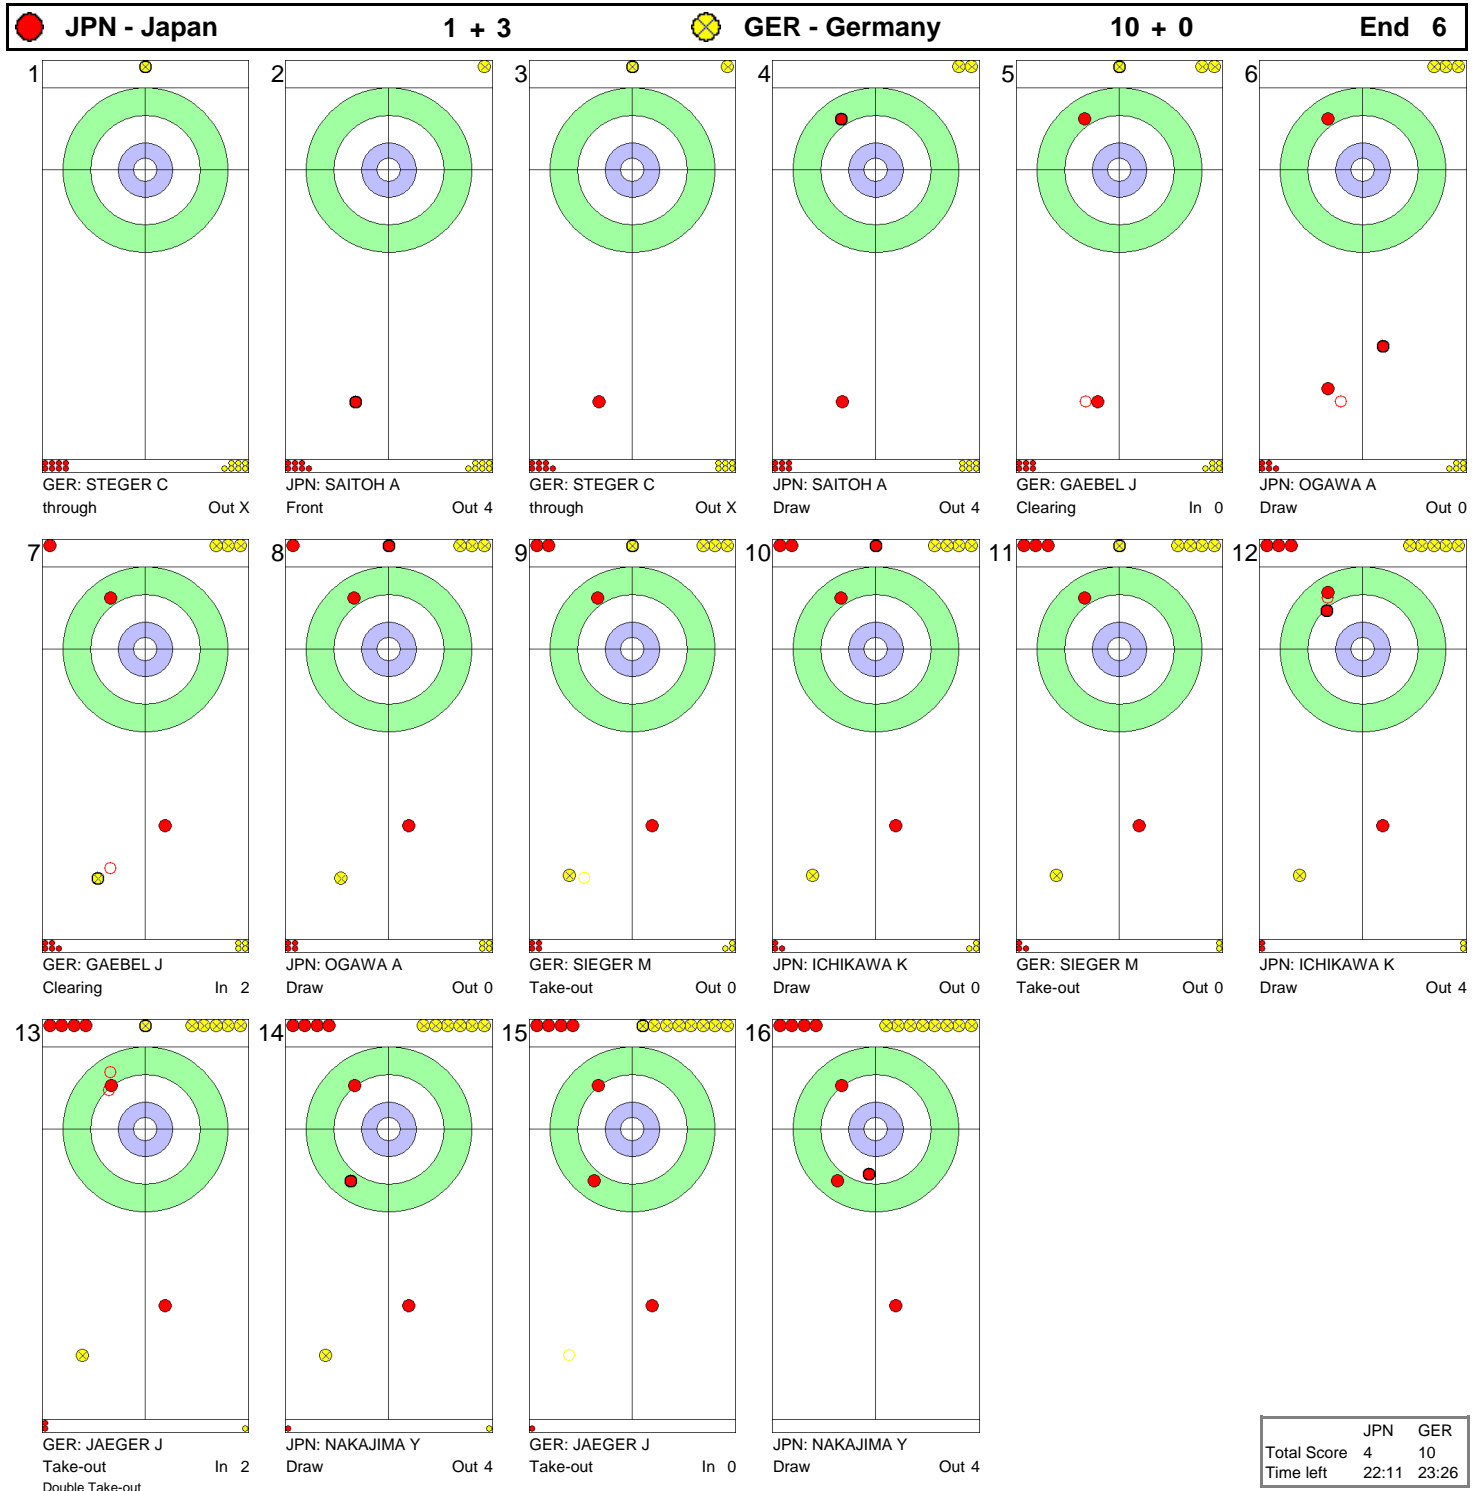 JPN - Japan 1 + 3 GER - Germany 10 + 0 End 6
1 2 3 4 5 6
GER: STEGER C JPN: SAITOH A GER: STEGER C JPN: SAITOH A GER: GAEBEL J JPN: OGAWA A
through Out X Front Out 4 through Out X Draw Out 4 Clearing In 0 Draw Out 0
7 8 9 10 11 12
GER: GAEBEL J JPN: OGAWA A GER: SIEGER M JPN: ICHIKAWA K GER: SIEGER M JPN: ICHIKAWA K
Clearing In 2 Draw Out 0 Take-out Out 0 Draw Out 0 Take-out Out 0 Draw Out 4
13 14 15 16
GER: JAEGER J JPN: NAKAJIMA Y GER: JAEGER J JPN: NAKAJIMA Y
Take-out In 2 Draw Out 4 Take-out In 0 Draw Out 4
Double Take-out
JPN GER
Total Score 4 10
Time left 22:11 23:26